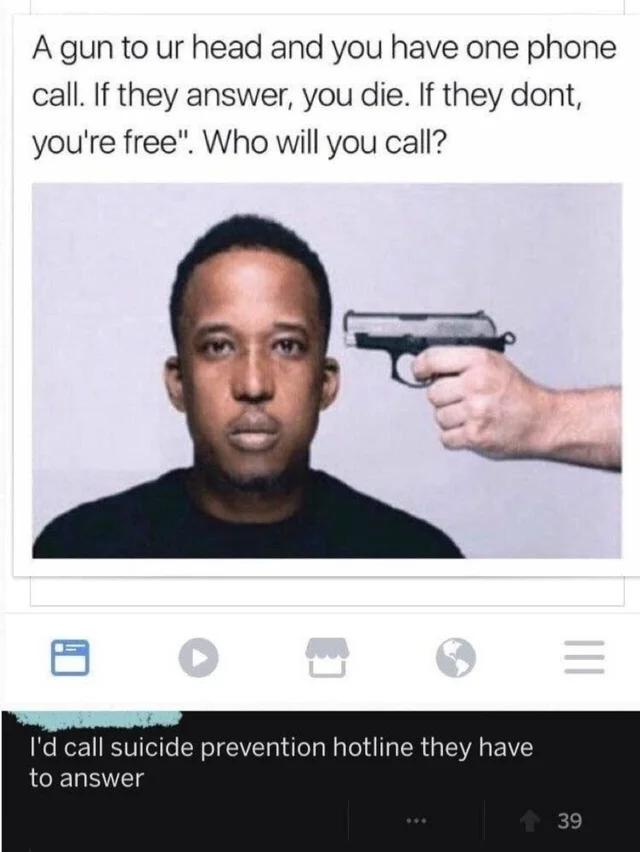 A gun to ur head and you have one phone
call. If they answer, you die. If they dont,
you're free". Who will you call?
I'd call suicide prevention hotline they have
to answer
... 39